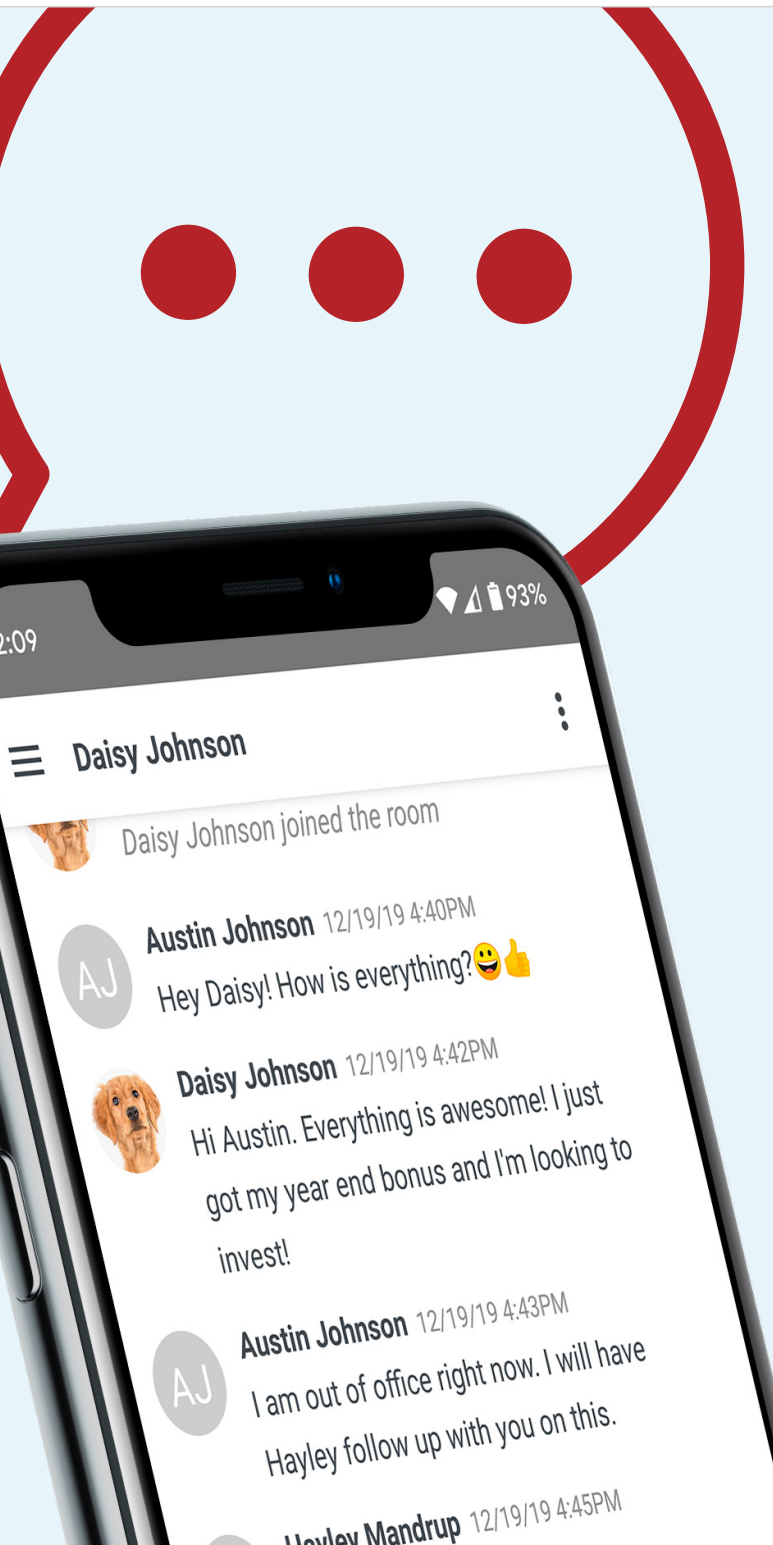 2:09 93%
Daisy Johnson
Daisy Johnson joined the room
Austin Johnson 12/19/19 4:40PM
AJ
Hey Daisy! How is everything?😀👍
Daisy Johnson 12/19/19 4:42PM
Hi Austin. Everything is awesome! I just
got my year end bonus and I'm looking to
invest!
Austin Johnson 12/19/19 4:43PM
AJ
I am out of office right now. I will have
Hayley follow up with you on this.
Hayley Mandrup 12/19/19 4:45PM